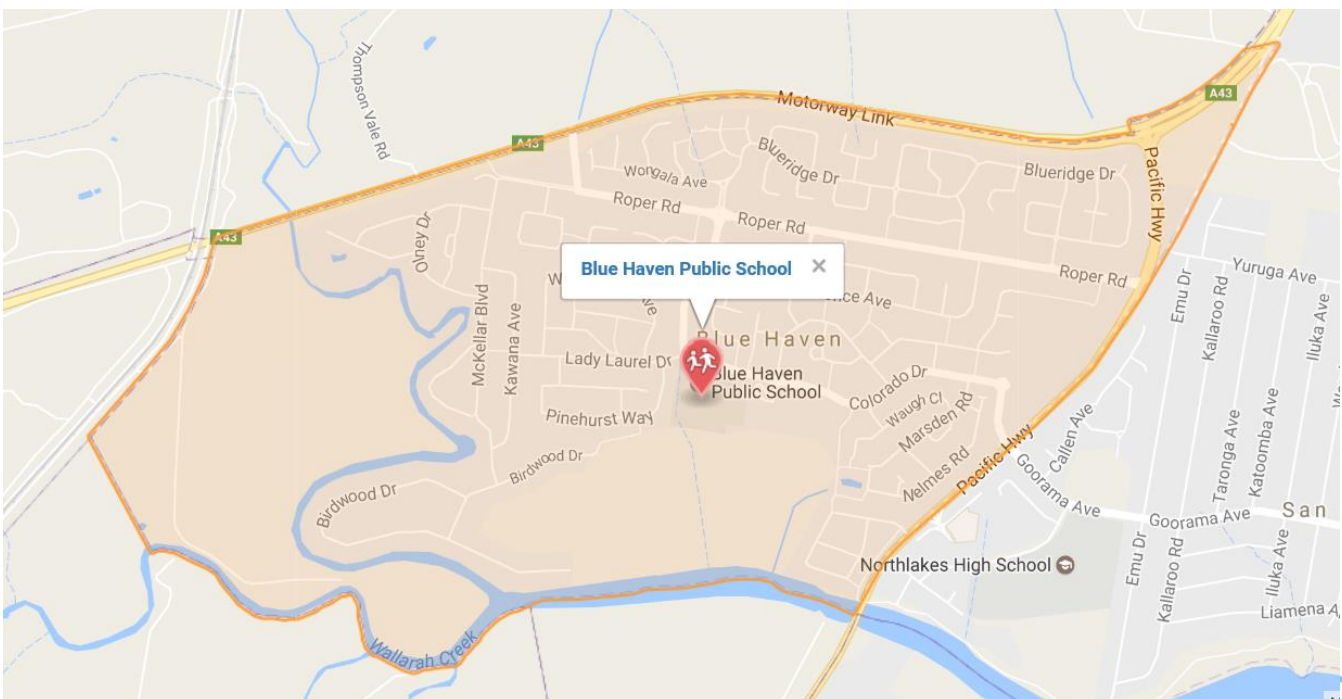 A43
Motorway Link
Thompson Vale Rd
A43
Blueridge Dr
Blueridge Dr
Pacific Hwy
Wongala Ave
Roper Rd
Roper Rd
Olney Dr
A43
Blue Haven Public School ×
Roper Rd
Yuruga Ave
Emu Dr
Kallaroo Rd
Iluka Ave
McKellar Blvd
Kawana Ave
Ave
Blue Haven
Lady Laurel Dr
Blue Haven
Public School
Colorado Dr
Waugh Cl
Marsden Rd
Pinehurst Way
Callen Ave
Taronga Ave
Katoomba Ave
Birdwood Dr
Nelmes Rd
Pacific Hwy
Goorama Ave
Birdwood Dr
Goorama Ave
San
Northlakes High School
Emu Dr
Kallaroo Rd
Iluka Ave
Liamena
Wallarah Creek